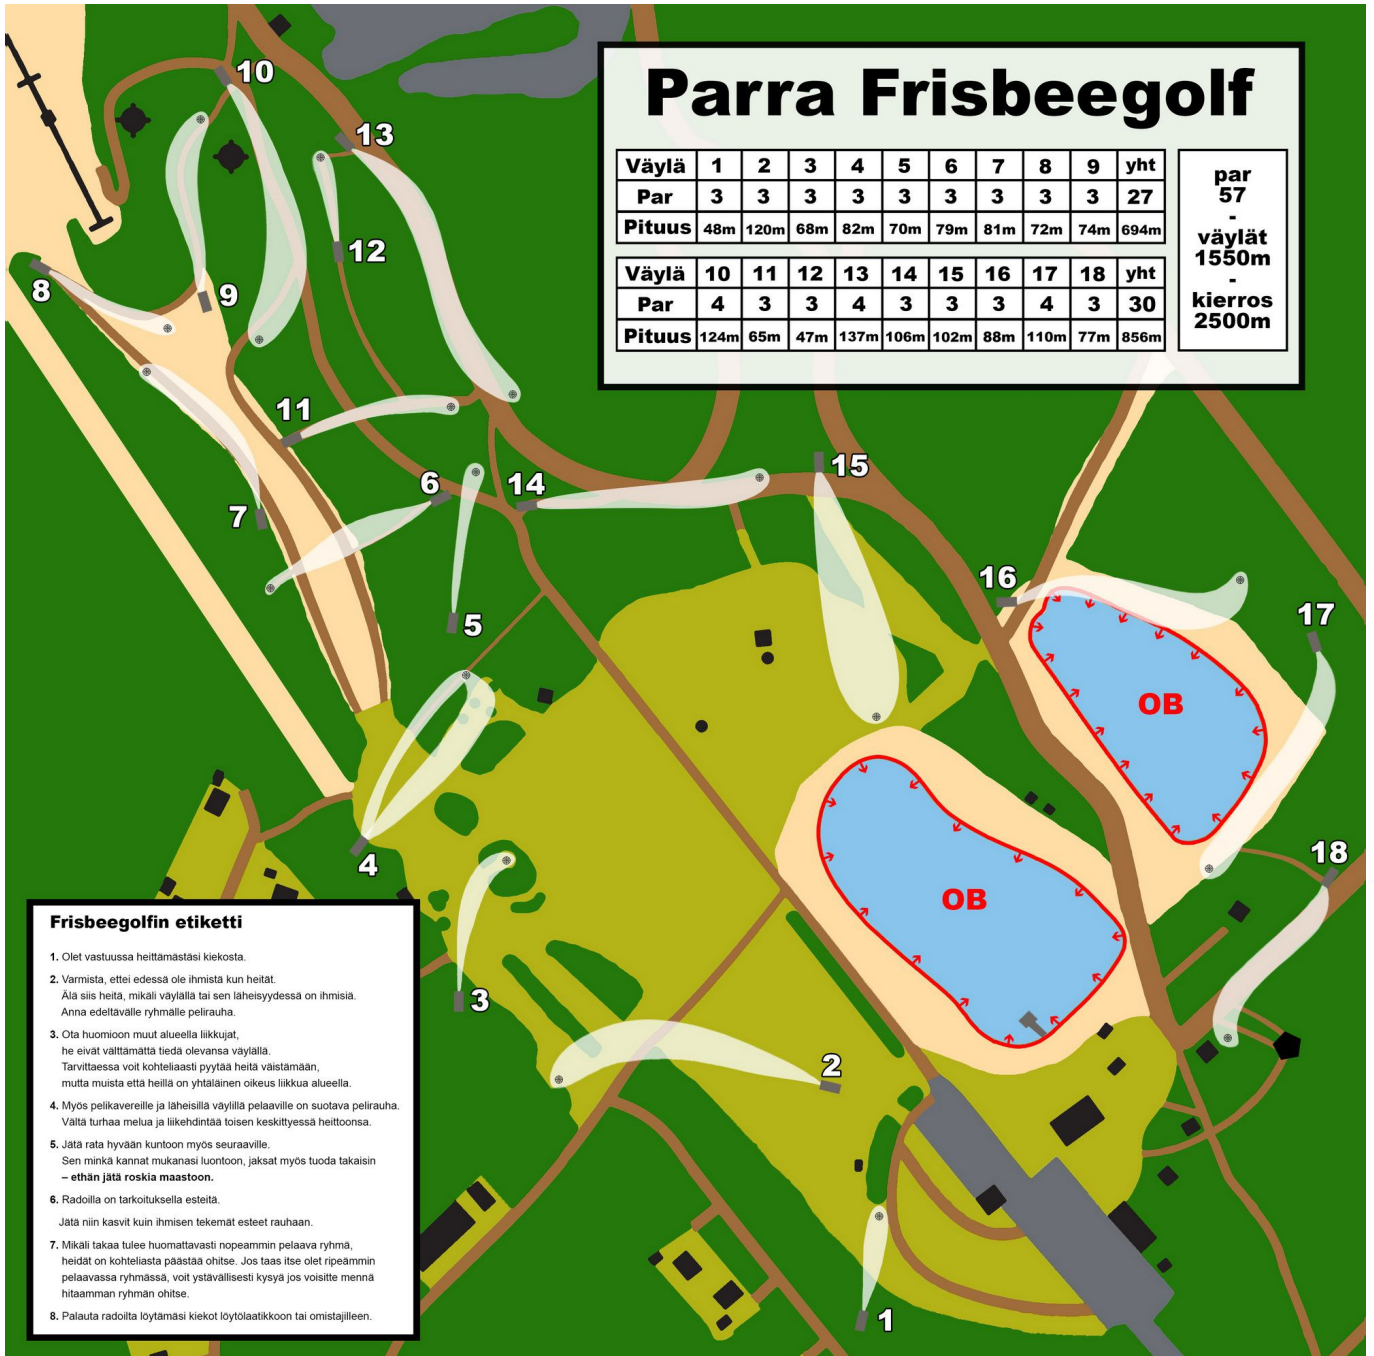 Parra Frisbeegolf
Väylä 1 2 3 4 5 6 7 8 9 yht
Par 3 3 3 3 3 3 3 3 3 27
Pituus 48m 120m 68m 82m 70m 79m 81m 72m 74m 694m
Väylä 10 11 12 13 14 15 16 17 18 yht
Par 4 3 3 4 3 3 3 4 3 30
Pituus 124m 65m 47m 137m 106m 102m 88m 110m 77m 856m
par
57
-
väylät
1550m
-
kierros
2500m
10
13
12
8
9
11
6
14
15
7
16
5
17
OB
4
18
OB
3
2
1
Frisbeegolfin etiketti
1. Olet vastuussa heittämästäsi kiekosta.
2. Varmista, ettei edessä ole ihmistä kun heität.
Älä siis heitä, mikäli väylällä tai sen läheisyydessä on ihmisiä.
Anna edeltävälle ryhmälle pelirauha.
3. Ota huomioon muut alueella liikkujat,
he eivät välttämättä tiedä olevansa väylällä.
Tarvittaessa voit kohteliaasti pyytää heitä väistämään,
mutta muista että heillä on yhtäläinen oikeus liikkua alueella.
4. Myös pelikavereille ja läheisillä väylillä pelaaville on suotava pelirauha.
Vältä turhaa melua ja liikehdintää toisen keskittyessä heittoonsa.
5. Jätä rata hyvään kuntoon myös seuraaville.
Sen minkä kannat mukanasi luontoon, jaksat myös tuoda takaisin
– ethän jätä roskia maastoon.
6. Radoilla on tarkoituksella esteitä.
Jätä niin kasvit kuin ihmisen tekemät esteet rauhaan.
7. Mikäli takaa tulee huomattavasti nopeammin pelaava ryhmä,
heidät on kohteliasta päästää ohitse. Jos taas itse olet ripeämmin
pelaavassa ryhmässä, voit ystävällisesti kysyä jos voisitte mennä
hitaamman ryhmän ohitse.
8. Palauta radoilta löytämäsi kiekot löytölaatikkoon tai omistajilleen.